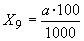 X₉ = a·100 / 1000